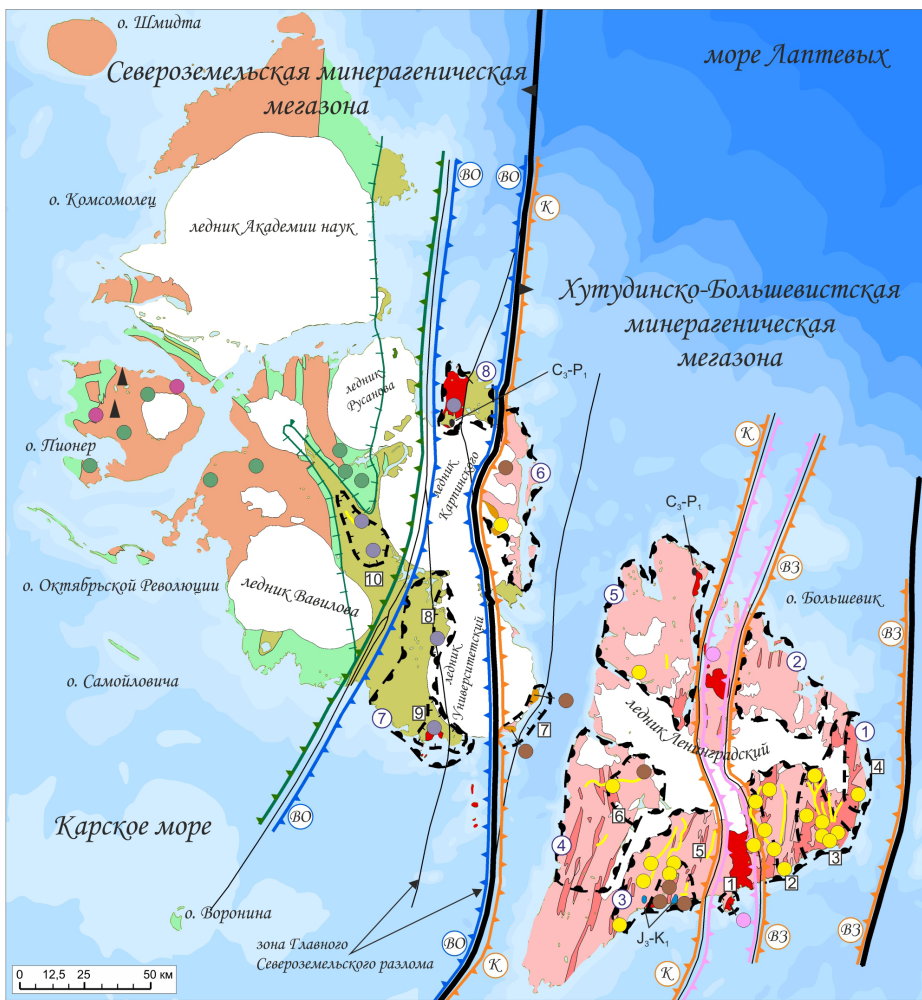 о. Шмидта
Североземельская минерагеническая
мегазона
море Лаптевых
ВО
ВО
К
о. Комсомолец
ледник Академии наук
Хутудинско-Большевистская
минерагеническая
мегазона
ледник
Русанова
8
C₃-P₁
о. Пионер
ледник
Карпинского
6
К
ВЗ
C₃-P₁
10
о. Октябрьской Революции
ледник Вавилова
5
о. Большевик
ВЗ
8
2
о. Самойловича
ледник
Университетский
7
9
7
ледник Ленинградский
1
4
6
Карское море
ВО
4
5
3
2
1
3
J₃-K₁
о. Воронина
зона Главного
Североземельского разлома
ВО
К
ВЗ
ВЗ
К
0 12,5 25 50 км